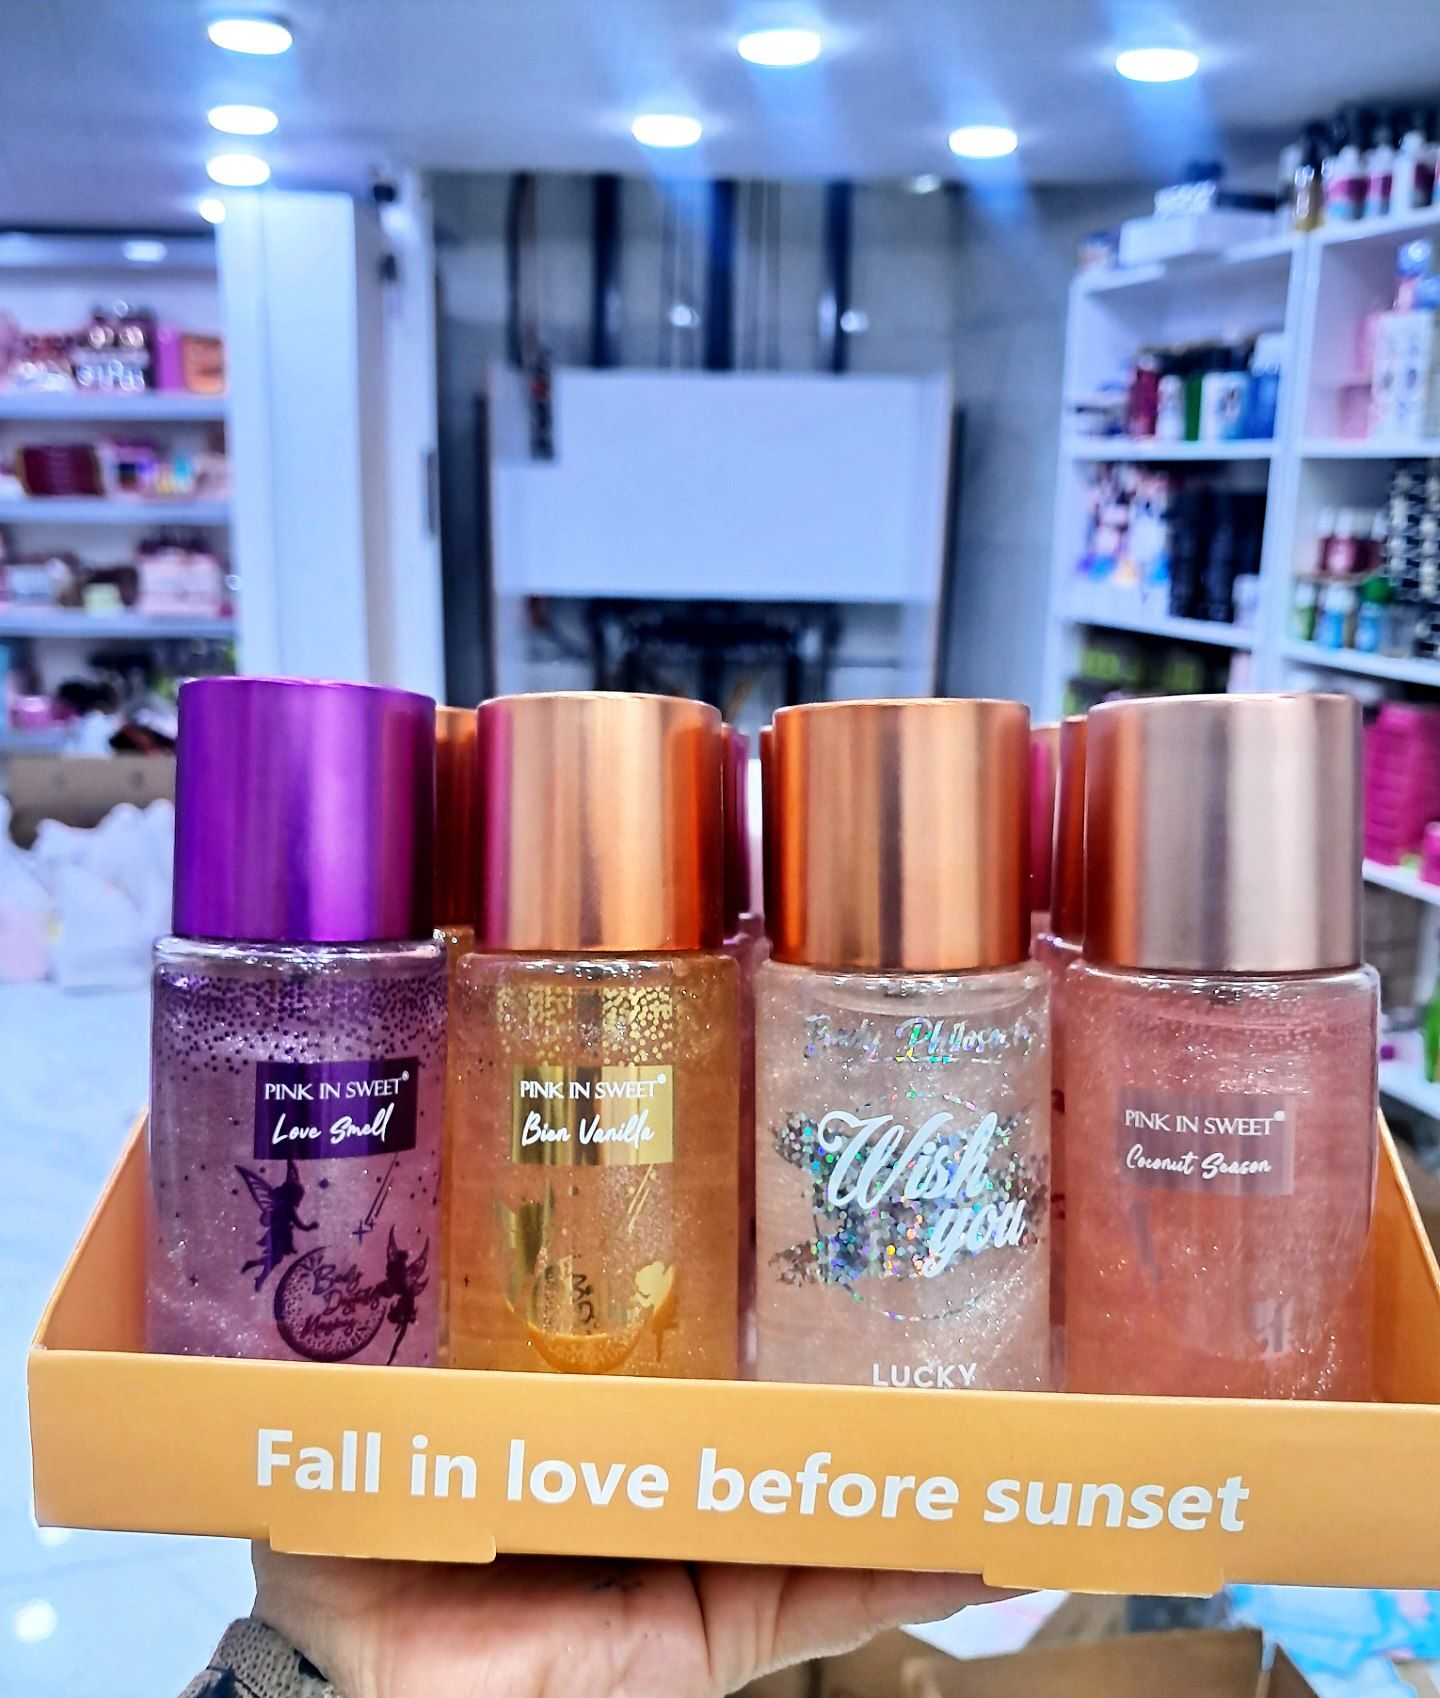 PINK IN SWEET®
Love Smell
Body
PINK IN SWEET®
Bien Vanilla
Wish
you
LUCKY
PINK IN SWEET®
Coconut Season
Fall in love before sunset